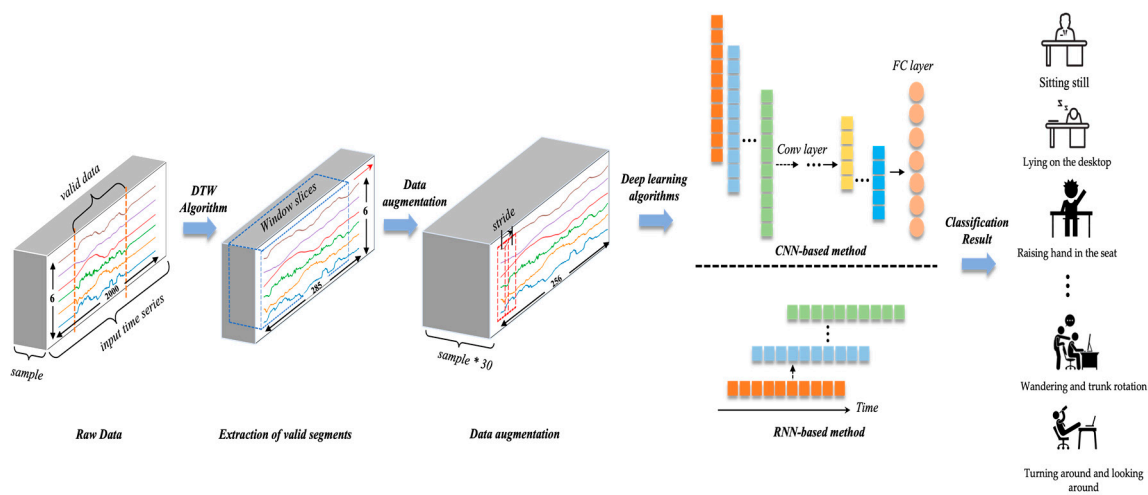 valid data
6
2000
input time series
sample
Raw Data
DTW
Algorithm
Window slices
6
285
Extraction of valid segments
Data
augmentation
stride
256
sample * 30
Data augmentation
Deep learning
algorithms
FC layer
Conv layer
CNN-based method
Time
RNN-based method
Classification
Result
Sitting still
z z
Lying on the desktop
Raising hand in the seat
Wandering and trunk rotation
Turning around and looking
around